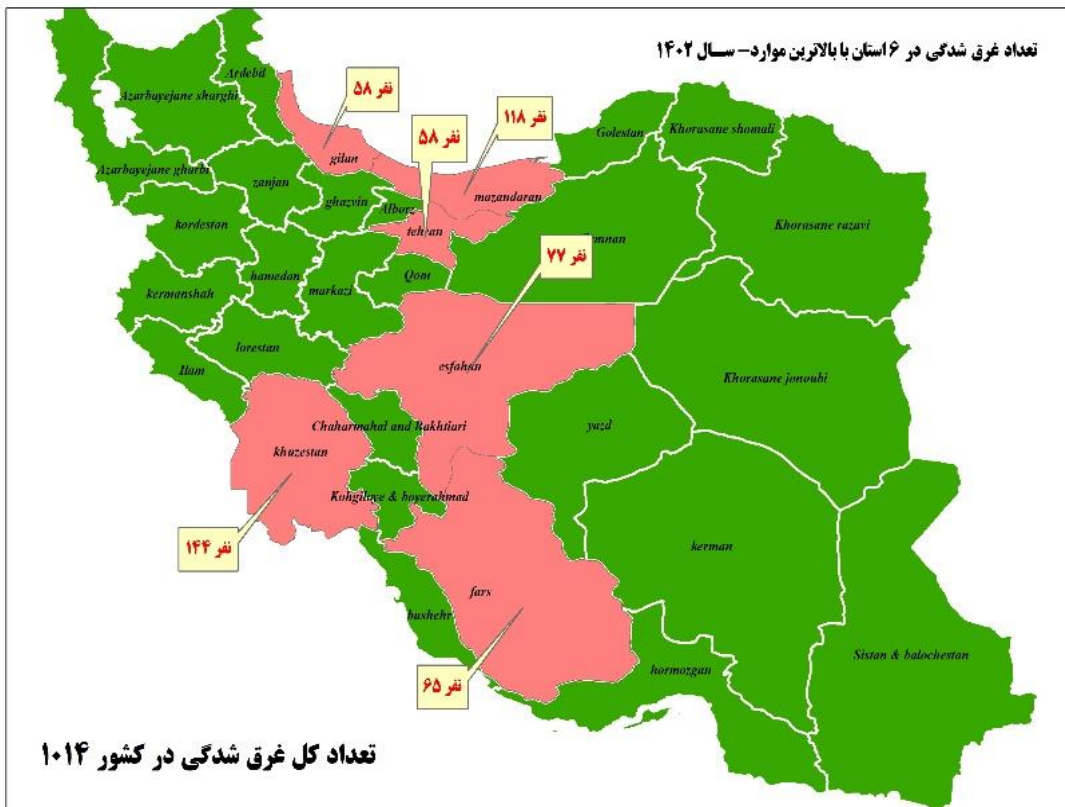 تعداد غرق شدگی در ۶ استان با بالاترین موارد- سـال ۱۴۰۲
Ardebil
Azarbayejane sharghi
۵۸ نفر
۱۱۸ نفر
۵۸ نفر
Golestan
Khorasane shomali
gilan
Azarbayejane gharbi
zanjan
ghazvin
Alborz
mazandaran
tehran
kordestan
Khorasane razavi
۷۷ نفر
hamedan
markazi
Qom
kermanshah
lorestan
Ilam
esfahan
Khorasane jonoubi
Chaharmahal and Bakhtiari
yazd
khuzestan
Kohgiluye & boyerahmad
۱۴۴ نفر
kerman
fars
bushehr
Sistan & balochestan
hormozgan
۶۵ نفر
تعداد کل غرق شدگی در کشور ۱۰۱۴